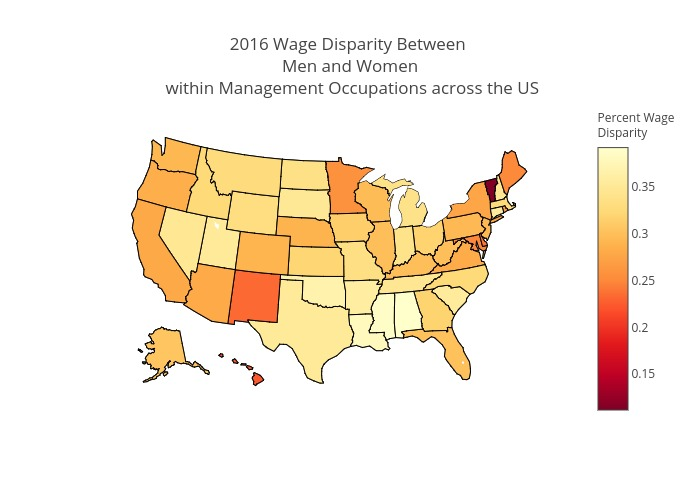 2016 Wage Disparity Between
Men and Women
within Management Occupations across the US
Percent Wage
Disparity
0.35
0.3
0.25
0.2
0.15